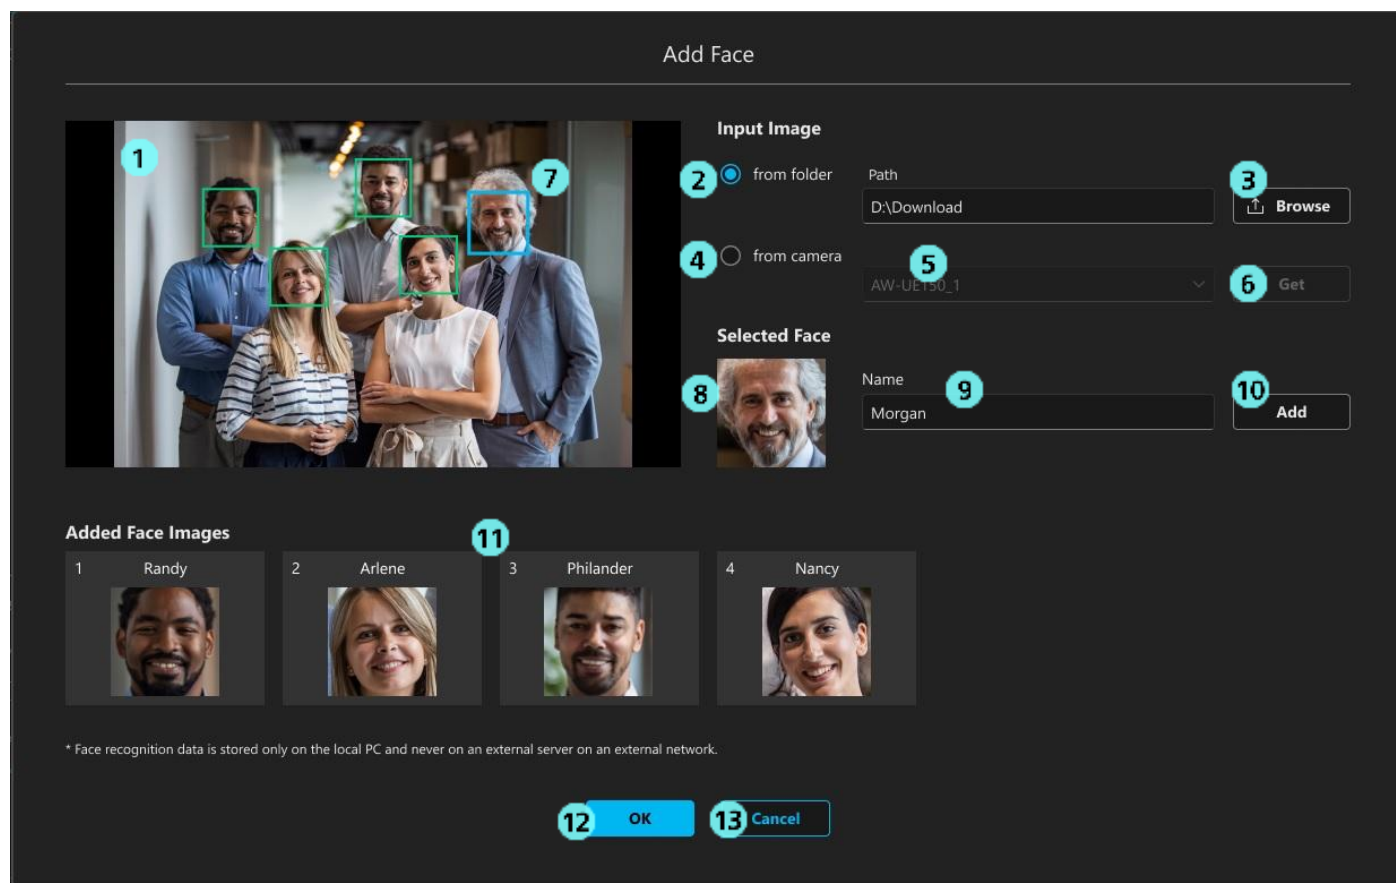 Add Face
1
7
Input Image
2 from folder
Path
D:\Download
3 Browse
4 from camera
5
AW-UE150_1
6 Get
Selected Face
8
Name
9
Morgan
10 Add
Added Face Images
11
1 Randy
2 Arlene
3 Philander
4 Nancy
* Face recognition data is stored only on the local PC and never on an external server on an external network.
12 OK
13 Cancel